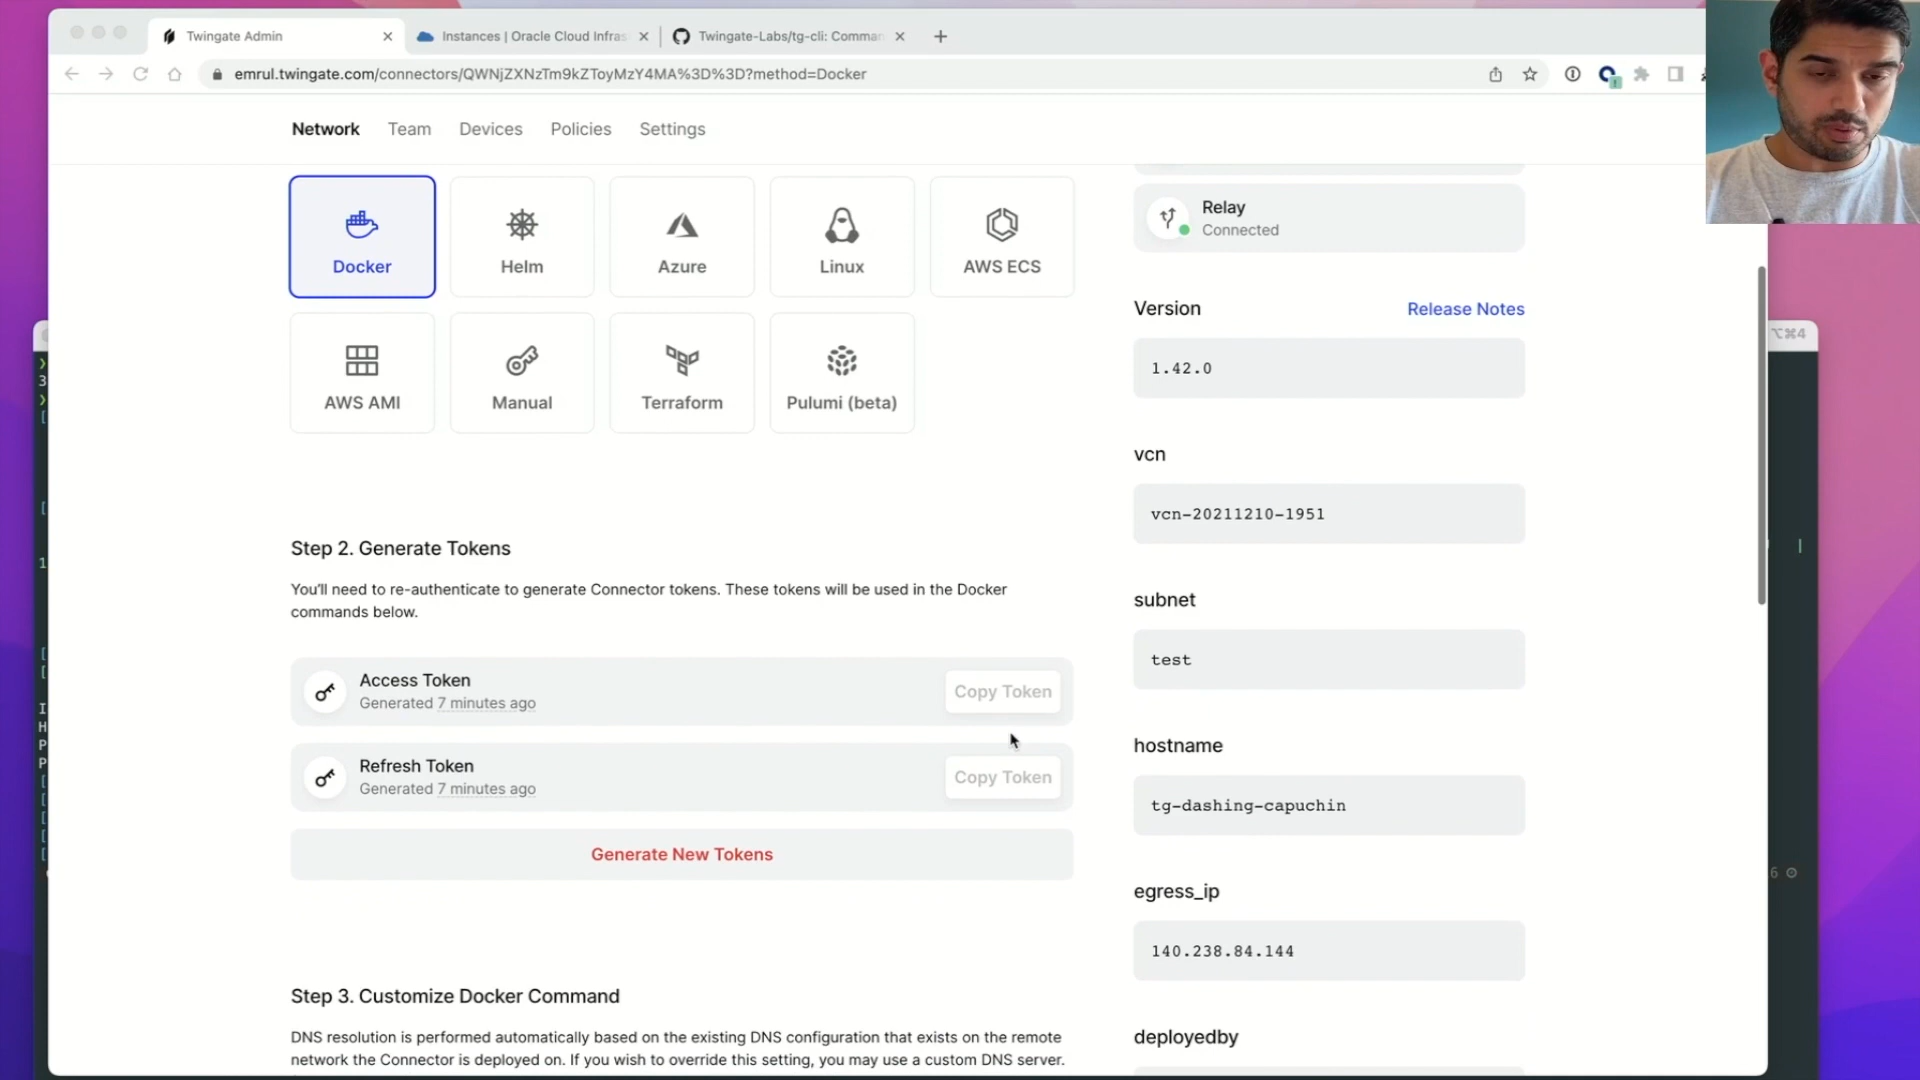 Twingate Admin
Instances | Oracle Cloud Infras
Twingate-Labs/tg-cli: Comman
emrul.twingate.com/connectors/QWNjZXNzTm9kZToyMzY4MA%3D%3D?method=Docker
Network
Team
Devices
Policies
Settings
Docker
Helm
Azure
Linux
AWS ECS
AWS AMI
Manual
Terraform
Pulumi (beta)
Step 2. Generate Tokens
You'll need to re-authenticate to generate Connector tokens. These tokens will be used in the Docker
commands below.
Access Token
Generated 7 minutes ago
Copy Token
Refresh Token
Generated 7 minutes ago
Copy Token
Generate New Tokens
Step 3. Customize Docker Command
DNS resolution is performed automatically based on the existing DNS configuration that exists on the remote
network the Connector is deployed on. If you wish to override this setting, you may use a custom DNS server.
Relay
Connected
Version
Release Notes
1.42.0
vcn
vcn-20211210-1951
subnet
test
hostname
tg-dashing-capuchin
egress_ip
140.238.84.144
deployedby
⌥⌘4